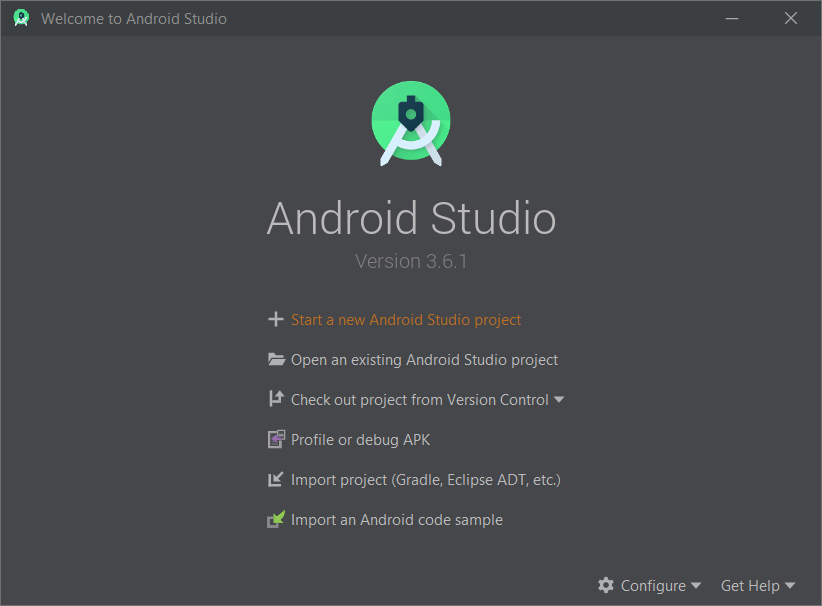 Welcome to Android Studio
Android Studio
Version 3.6.1
Start a new Android Studio project
Open an existing Android Studio project
Check out project from Version Control
Profile or debug APK
Import project (Gradle, Eclipse ADT, etc.)
Import an Android code sample
Configure Get Help